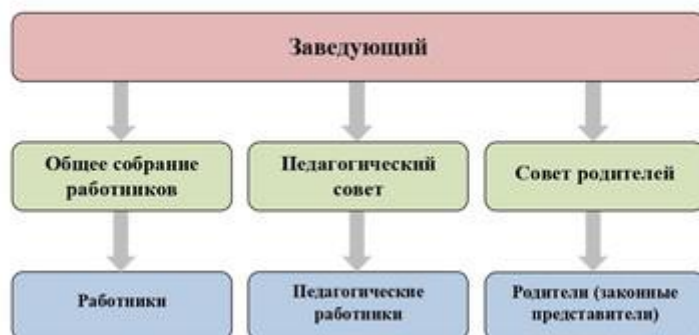 Заведующий
Общее собрание
работников
Педагогический
совет
Совет родителей
Работники
Педагогические
работники
Родители (законные
представители)